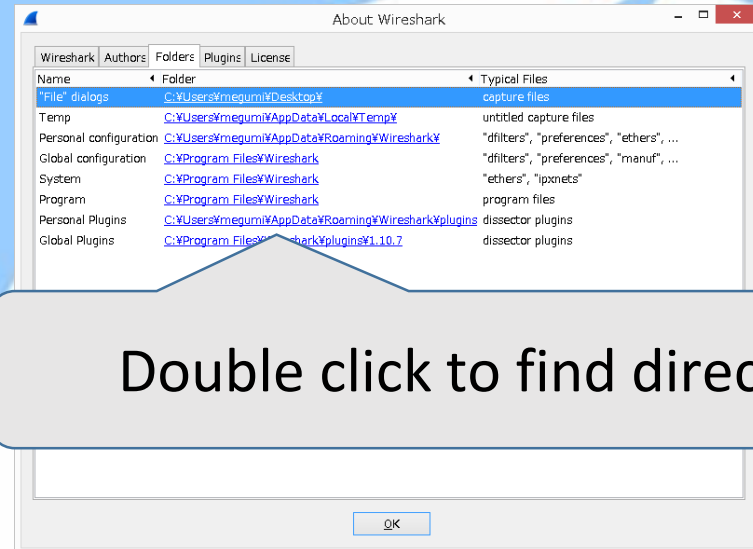 About Wireshark
Wireshark Authors Folders Plugins License
Name Folder Typical Files
"File" dialogs C:¥Users¥megumi¥Desktop¥ capture files
Temp C:¥Users¥megumi¥AppData¥Local¥Temp¥ untitled capture files
Personal configuration C:¥Users¥megumi¥AppData¥Roaming¥Wireshark¥ "dfilters", "preferences", "ethers", ...
Global configuration C:¥Program Files¥Wireshark "dfilters", "preferences", "manuf", ...
System C:¥Program Files¥Wireshark "ethers", "ipxnets"
Program C:¥Program Files¥Wireshark program files
Personal Plugins C:¥Users¥megumi¥AppData¥Roaming¥Wireshark¥plugins dissector plugins
Global Plugins C:¥Program shark¥plugins¥1.10.7 dissector plugins
Double click to find
OK